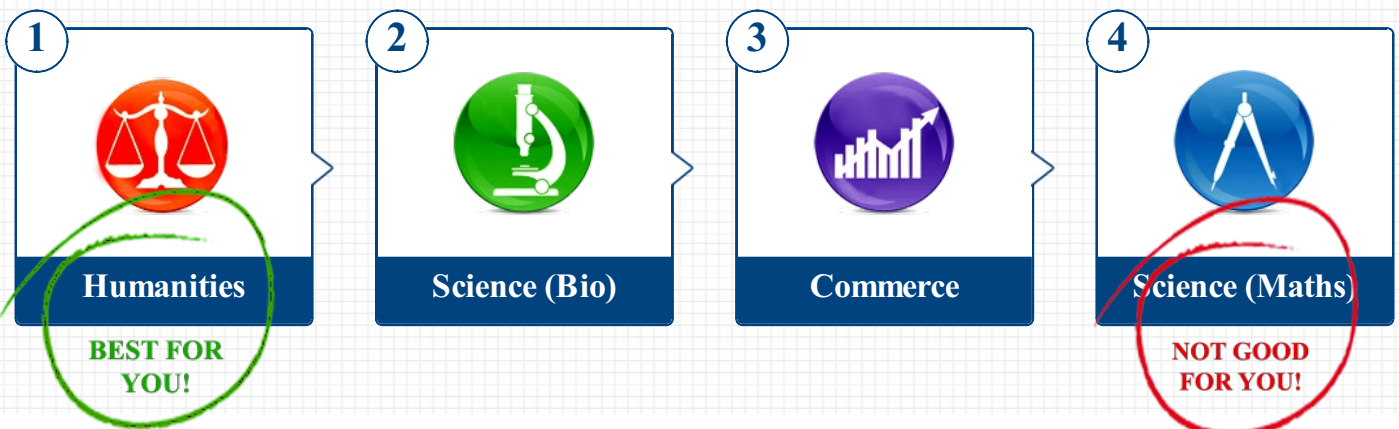 1
2
3
4
Humanities
Science (Bio)
Commerce
Science (Maths)
BEST FOR
YOU!
NOT GOOD
FOR YOU!